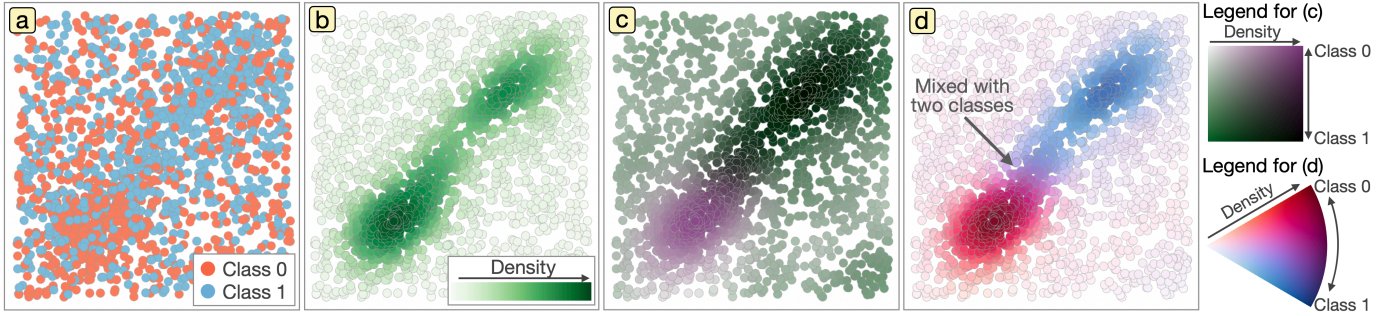 a
Class 0
Class 1
b
Density
c
d
Mixed with
two classes
Legend for (c)
Density
Class 0
Class 1
Legend for (d)
Density
Class 0
Class 1